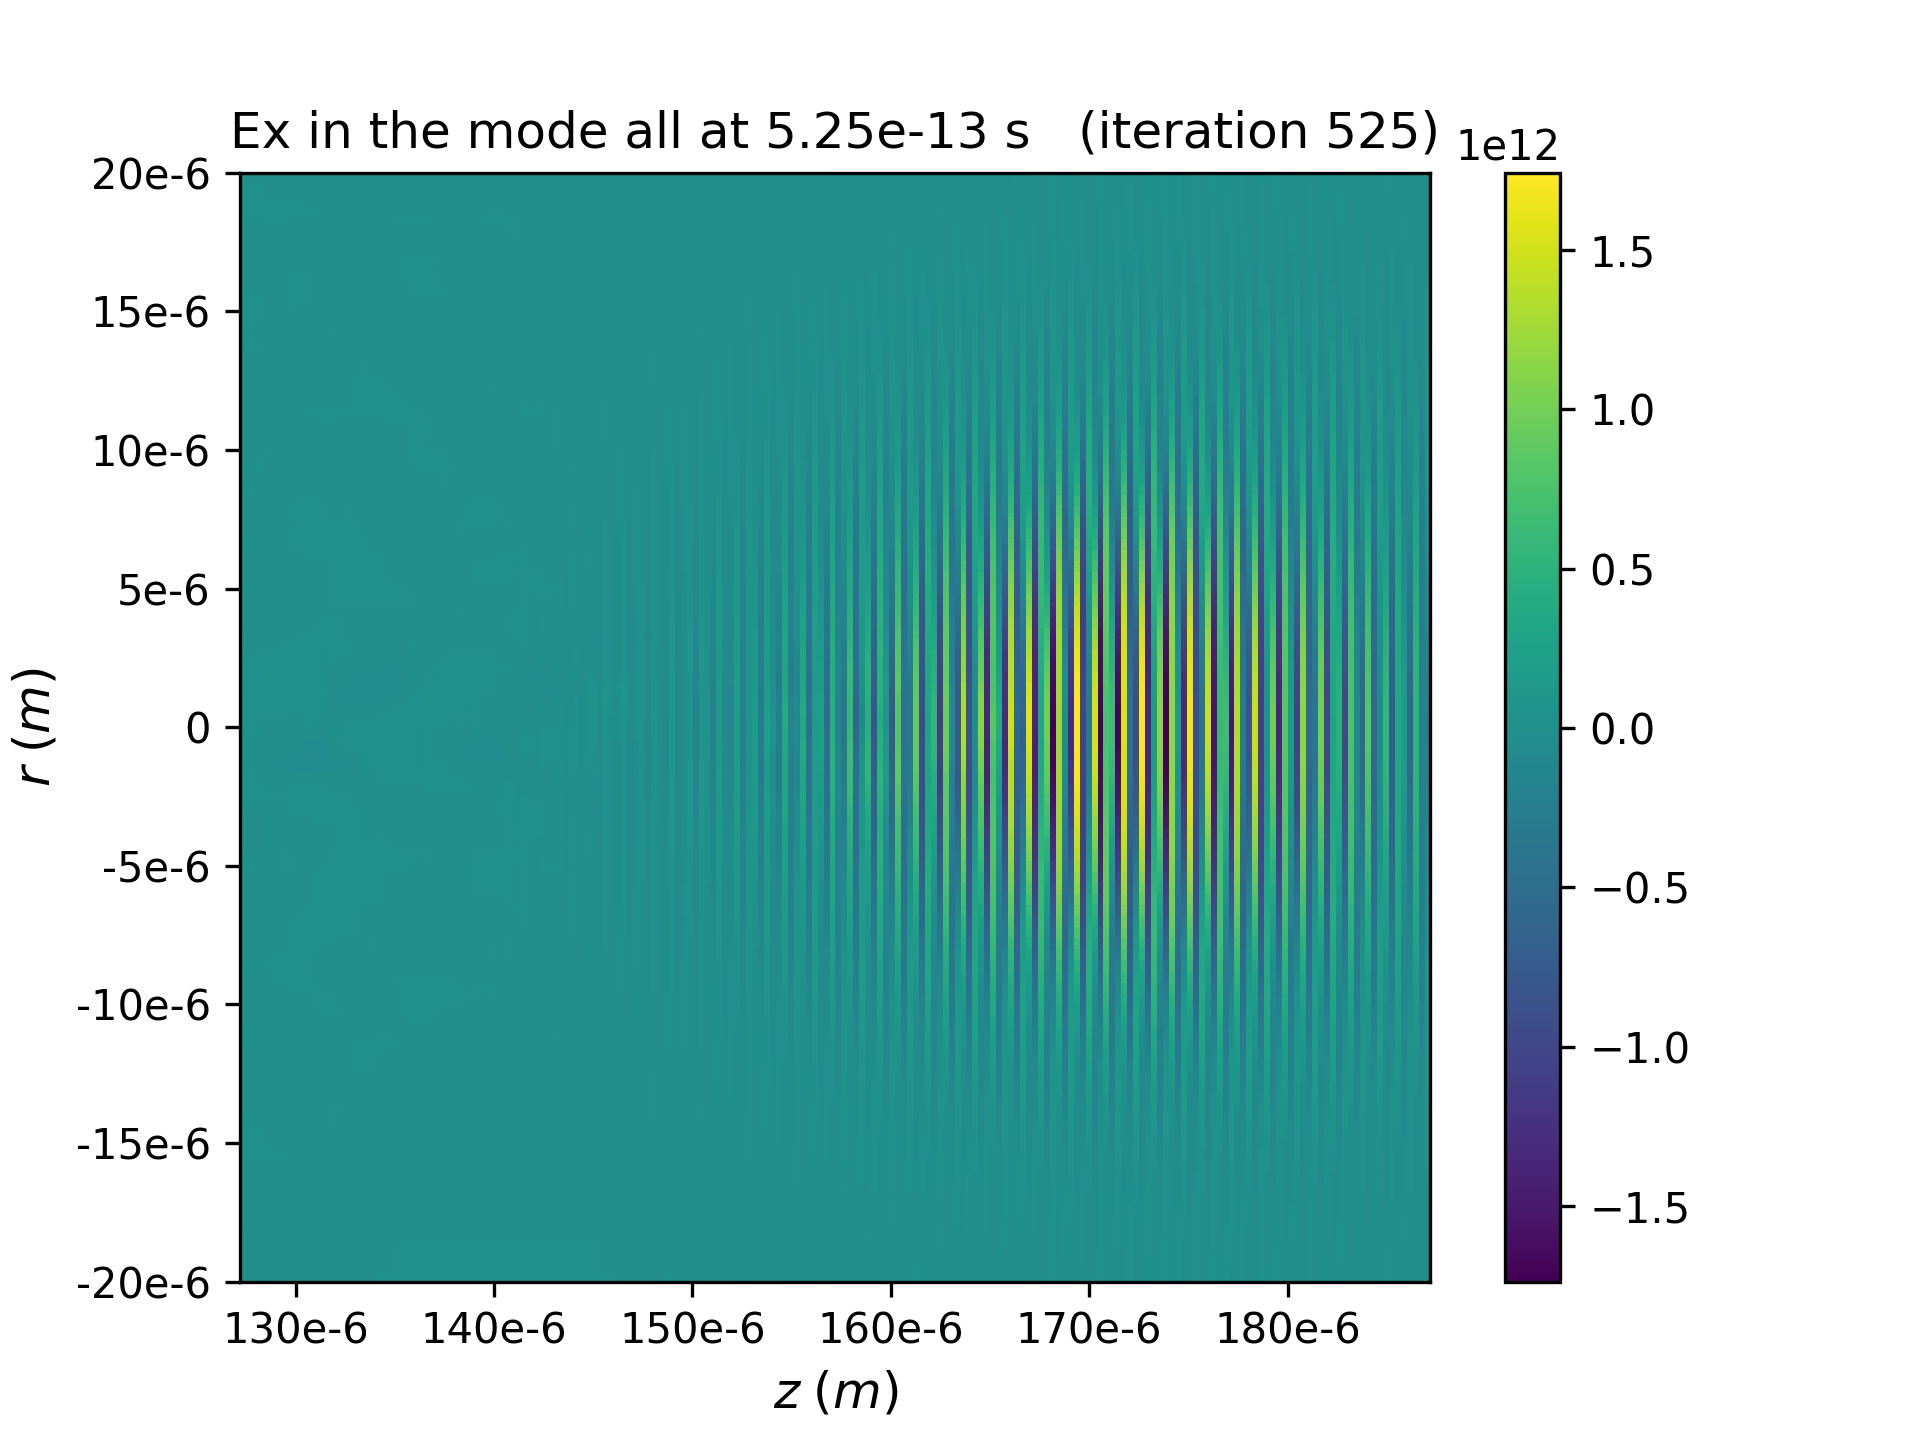 Ex in the mode all at 5.25e-13 s   (iteration 525)
1e12
20e-6
15e-6
10e-6
5e-6
0
-5e-6
-10e-6
-15e-6
-20e-6
r (m)
130e-6 140e-6 150e-6 160e-6 170e-6 180e-6
z (m)
1.5
1.0
0.5
0.0
−0.5
−1.0
−1.5